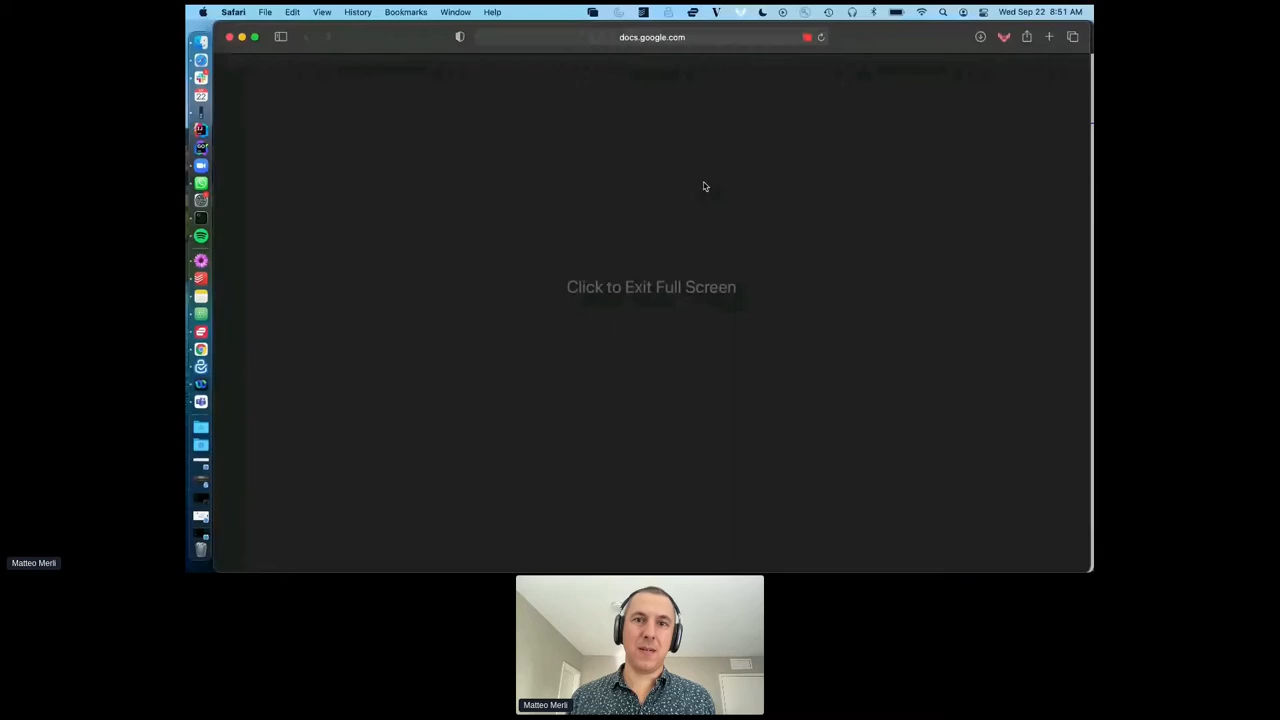 Safari File Edit View History Bookmarks Window Help Wed Sep 22 8:51 AM
docs.google.com
22
Click to Exit Full Screen
Matteo Merli
Matteo Merli